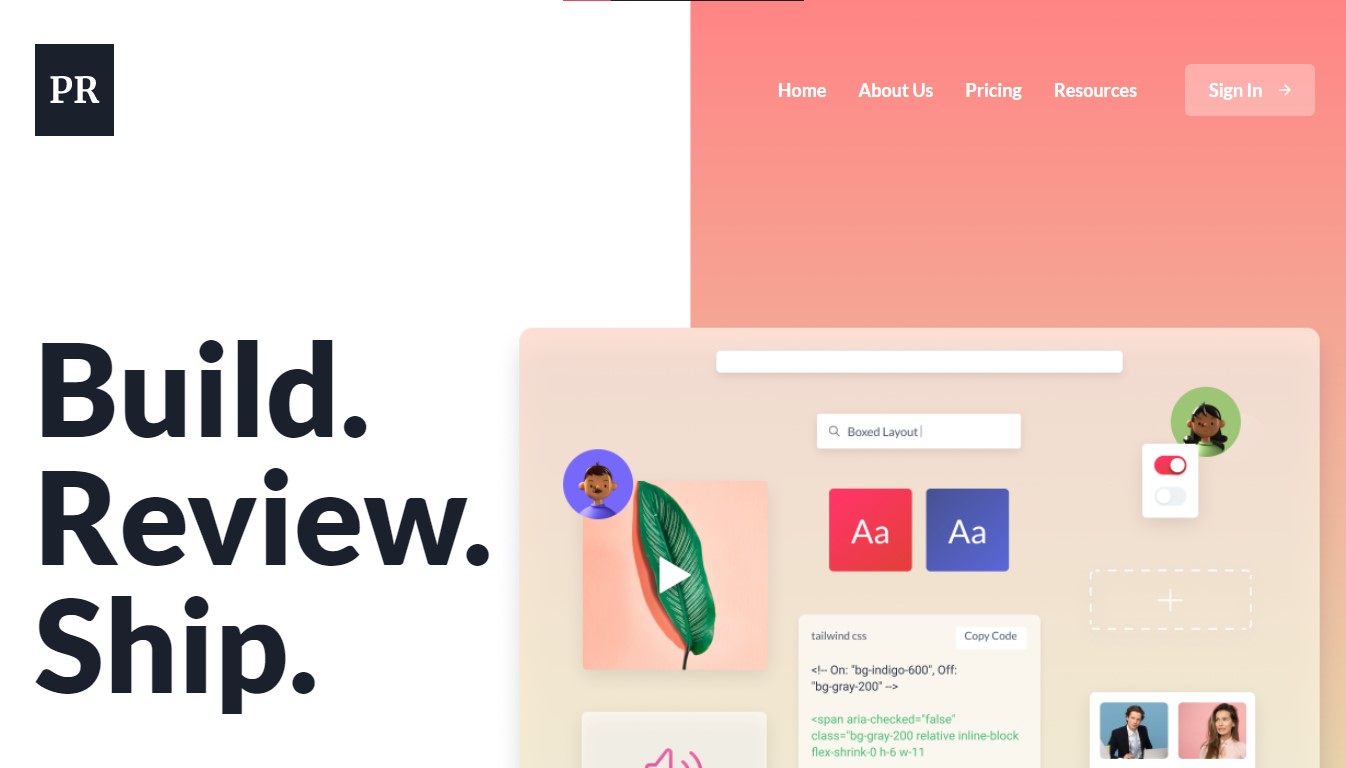 PR
Home About Us Pricing Resources Sign In
Build.
Review.
Ship.
Boxed Layout
Aa Aa
tailwind css Copy Code
<!-- On: "bg-indigo-600", Off:
"bg-gray-200" -->
<span aria-checked="false"
class="bg-gray-200 relative inline-block
flex-shrink-0 h-6 w-11